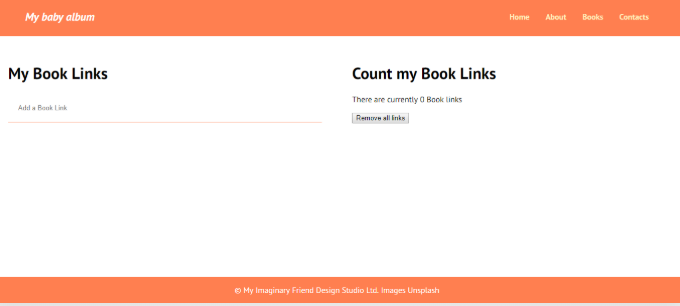 My baby album
Home About Books Contacts
My Book Links
Add a Book Link
Count my Book Links
There are currently 0 Book links
Remove all links
© My Imaginary Friend Design Studio Ltd. Images Unsplash